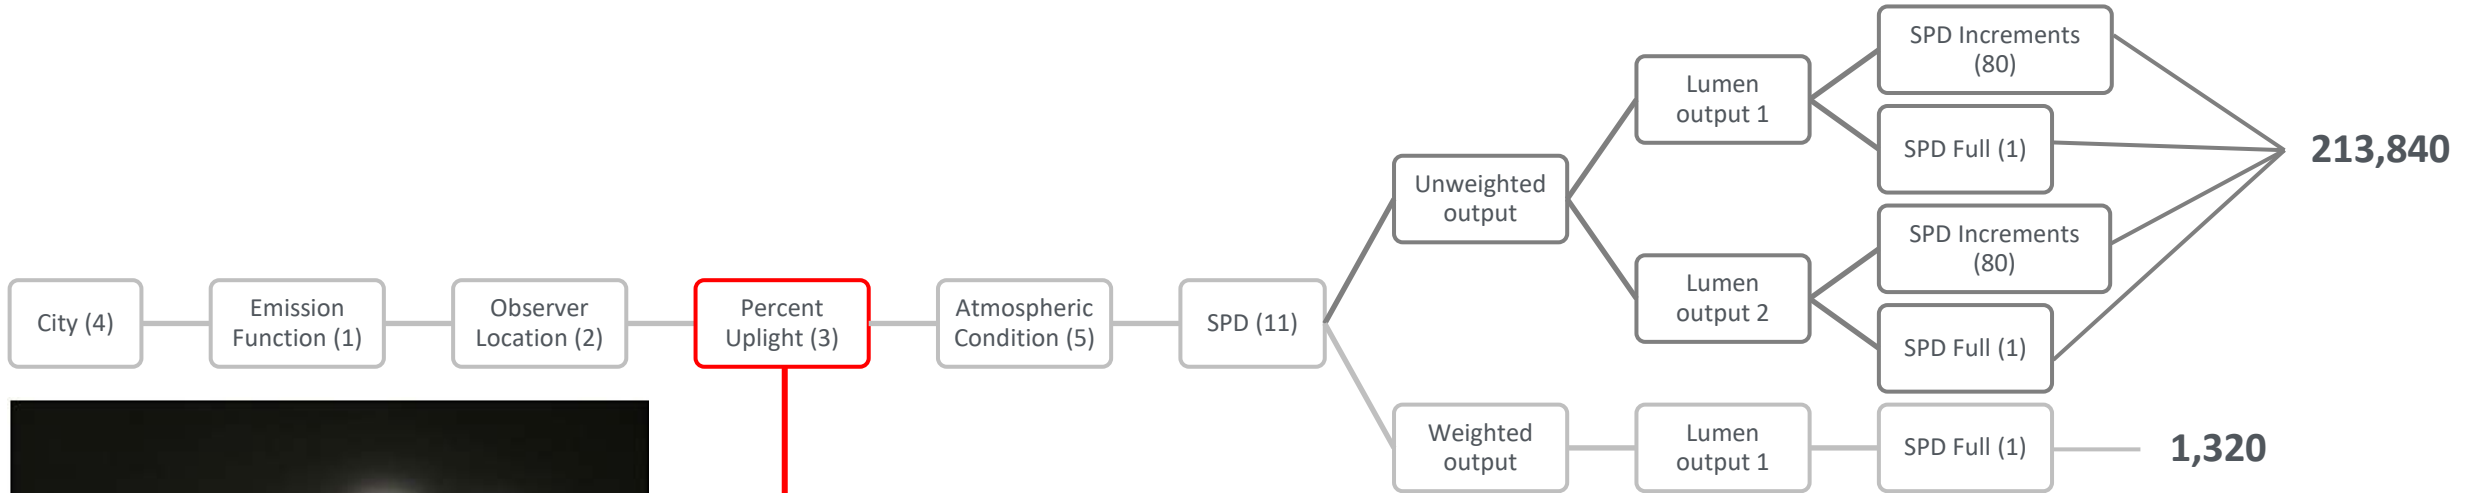 City (4)
Emission
Function (1)
Observer
Location (2)
Percent
Uplight (3)
Atmospheric
Condition (5)
SPD (11)
Unweighted
output
Lumen
output 1
SPD Increments
(80)
SPD Full (1)
Lumen
output 2
SPD Increments
(80)
SPD Full (1)
213,840
Weighted
output
Lumen
output 1
SPD Full (1)
1,320